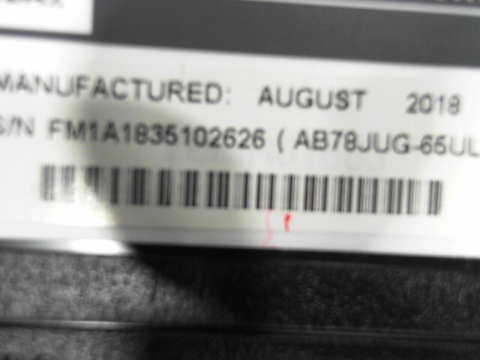 MANUFACTURED: AUGUST 2018
S/N FM1A1835102626 ( AB78JUG-65UL